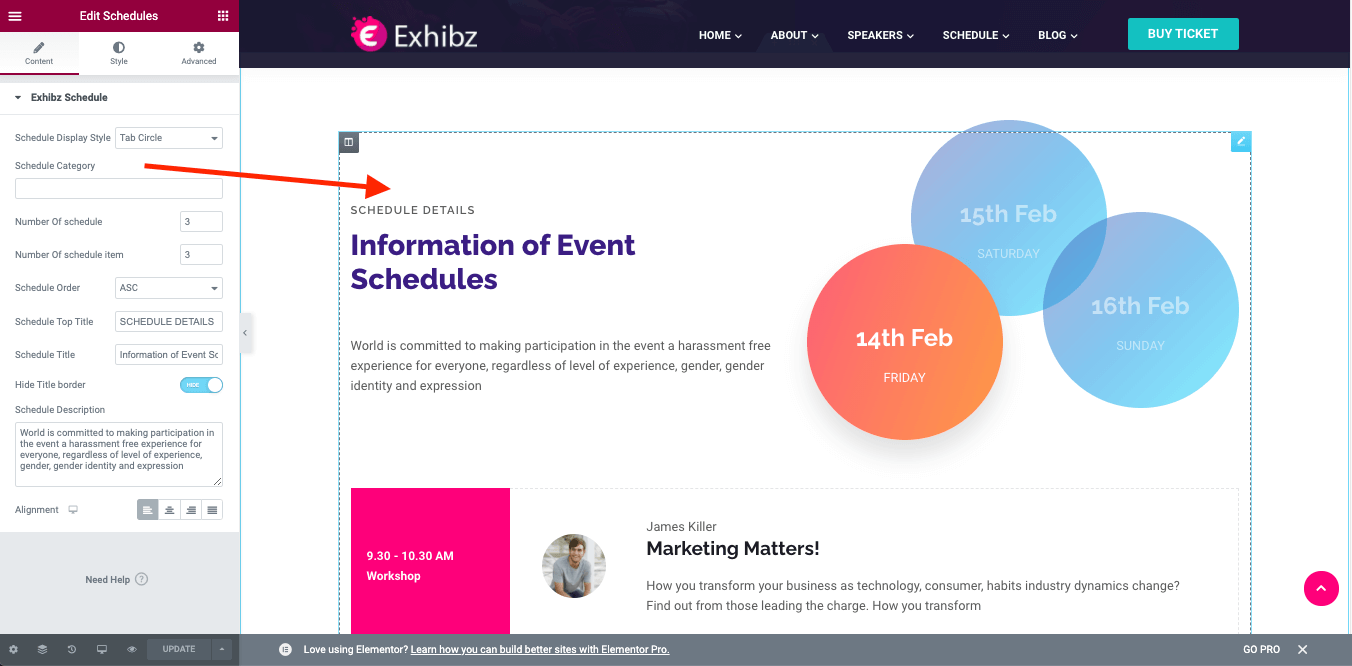 Edit Schedules
Content
Style
Advanced
Exhibz Schedule
Schedule Display Style
Tab Circle
Schedule Category
Number Of schedule
3
Number Of schedule item
3
Schedule Order
ASC
Schedule Top Title
SCHEDULE DETAILS
Schedule Title
Information of Event Sc
Hide Title border
HIDE
Schedule Description
World is committed to making participation in
the event a harassment free experience for
everyone, regardless of level of experience,
gender, gender identity and expression
Alignment
Need Help ?
UPDATE
Exhibz
HOME
ABOUT
SPEAKERS
SCHEDULE
BLOG
BUY TICKET
SCHEDULE DETAILS
Information of Event
Schedules
World is committed to making participation in the event a harassment free
experience for everyone, regardless of level of experience, gender, gender
identity and expression
15th Feb
SATURDAY
16th Feb
SUNDAY
14th Feb
FRIDAY
9.30 - 10.30 AM
Workshop
James Killer
Marketing Matters!
How you transform your business as technology, consumer, habits industry dynamics change?
Find out from those leading the charge. How you transform
Love using Elementor? Learn how you can build better sites with Elementor Pro.
GO PRO